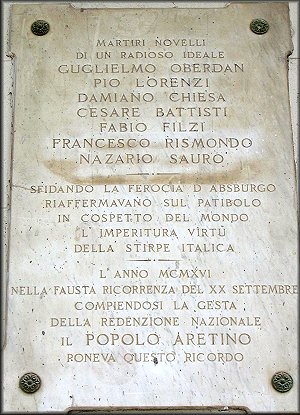 MARTIRI NOVELLI
DI UN RADIOSO IDEALE
GUGLIELMO OBERDAN
PIO LORENZI
DAMIANO CHIESA
CESARE BATTISTI
FABIO FILZI
FRANCESCO RISMONDO
NAZARIO SAURO
SFIDANDO LA FEROCIA D ABSBURGO
RIAFFERMAVANO SUL PATIBOLO
IN COSPETTO DEL MONDO
L'IMPERITURA VIRTÙ
DELLA STIRPE ITALICA
L'ANNO MCMXVI
NELLA FAUSTA RICORRENZA DEL XX SETTEMBRE
COMPIENDOSI LA GESTA
DELLA REDENZIONE NAZIONALE
IL POPOLO ARETINO
PONEVA QUESTO RICORDO